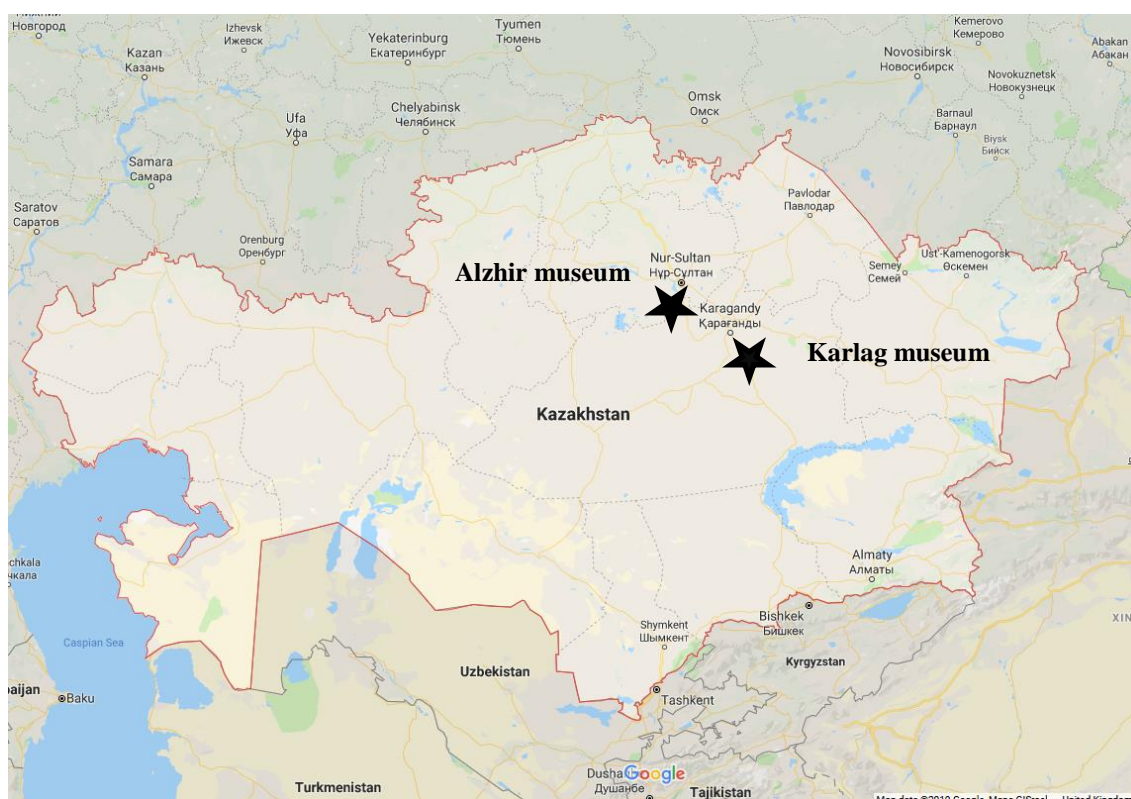 Новгород
Izhevsk
Ижевск
Tyumen
Тюмень
Kemerovo
Кемерово
Kazan
Казань
Yekaterinburg
Екатеринбург
Novosibirsk
Новосибирск
Abakan
Абакан
Novokuznetsk
Новокузнецк
Ufa
Уфа
Chelyabinsk
Челябинск
Omsk
Омск
Barnaul
Барнаул
Biysk
Бийск
Samara
Самара
Saratov
Саратов
Pavlodar
Павлодар
Orenburg
Оренбург
Nur-Sultan
Нұр-Сұлтан
Semey
Семей
Ust'-Kamenogorsk
Өскемен
Alzhir museum
Karagandy
Қарағанды
Karlag museum
Kazakhstan
Almaty
Алматы
Bishkek
Бишкек
Shymkent
Шымкент
Caspian Sea
Uzbekistan
Kyrgyzstan
XIN
Baku
Tashkent
Google
Душанбе
Turkmenistan
Tajikistan